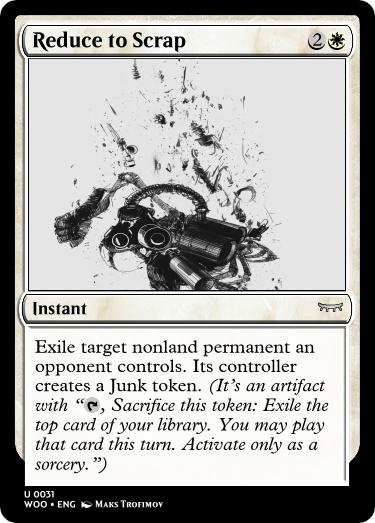 Reduce to Scrap 2
Instant
Exile target nonland permanent an
opponent controls. Its controller
creates a Junk token. (It's an artifact
with “, Sacrifice this token: Exile the
top card of your library. You may play
that card this turn. Activate only as a
sorcery.”)
U 0031
WOO • ENG Maks Trofimov